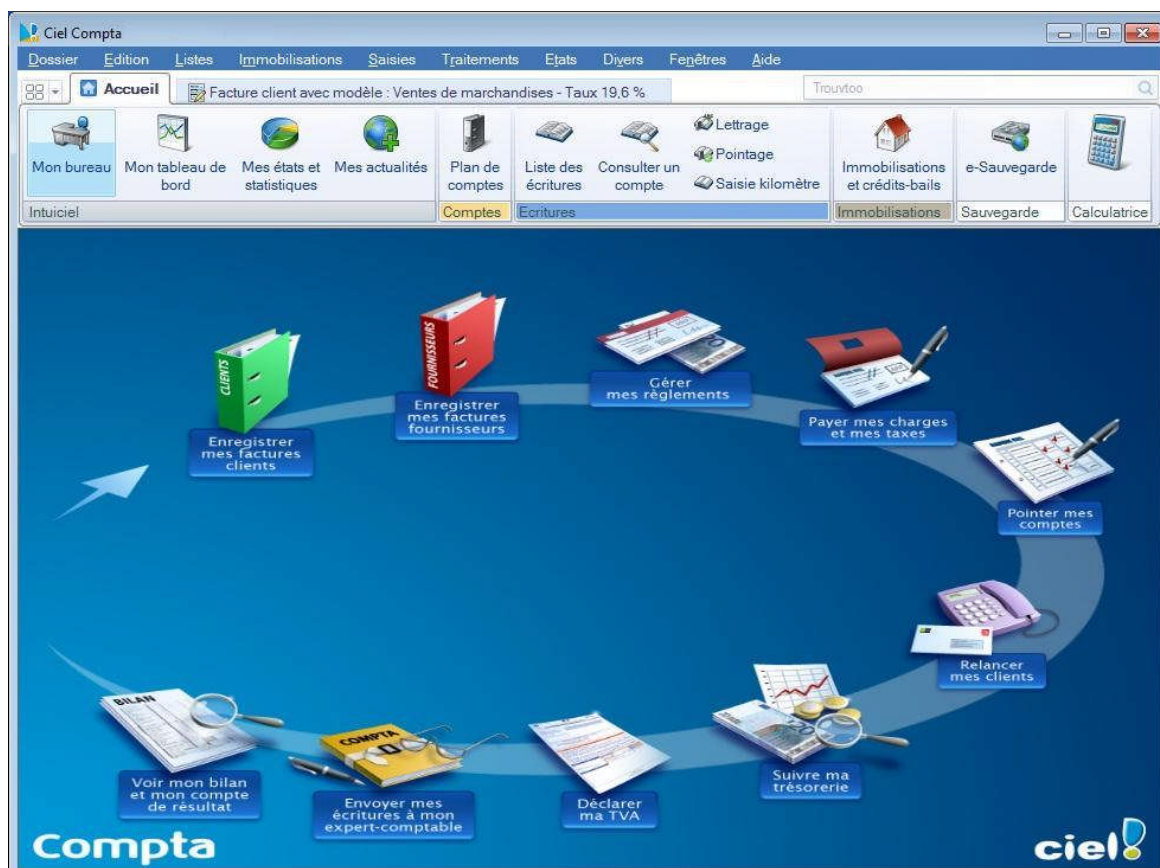 Ciel Compta
Dossier Edition Listes Immobilisations Saisies Traitements Etats Divers Fenêtres Aide
Accueil Facture client avec modèle : Ventes de marchandises - Taux 19,6 % Trouvtoo
Mon bureau
Mon tableau de
bord
Mes états et
statistiques
Mes actualités
Intuiciel
Plan de
comptes
Comptes
Liste des
écritures
Consulter un
compte
Lettrage
Pointage
Saisie kilomètre
Ecritures
Immobilisations
et crédits-bails
Immobilisations
e-Sauvegarde
Sauvegarde
Calculatrice
CLIENTS
Enregistrer
mes factures
clients
FOURNISSEURS
Enregistrer
mes factures
fournisseurs
Gérer
mes règlements
Payer mes charges
et mes taxes
Pointer mes
comptes
Relancer
mes clients
Suivre ma
trésorerie
Déclarer
ma TVA
COMPTA
Envoyer mes
écritures à mon
expert-comptable
BILAN
Voir mon bilan
et mon compte
de résultat
Compta
ciel!